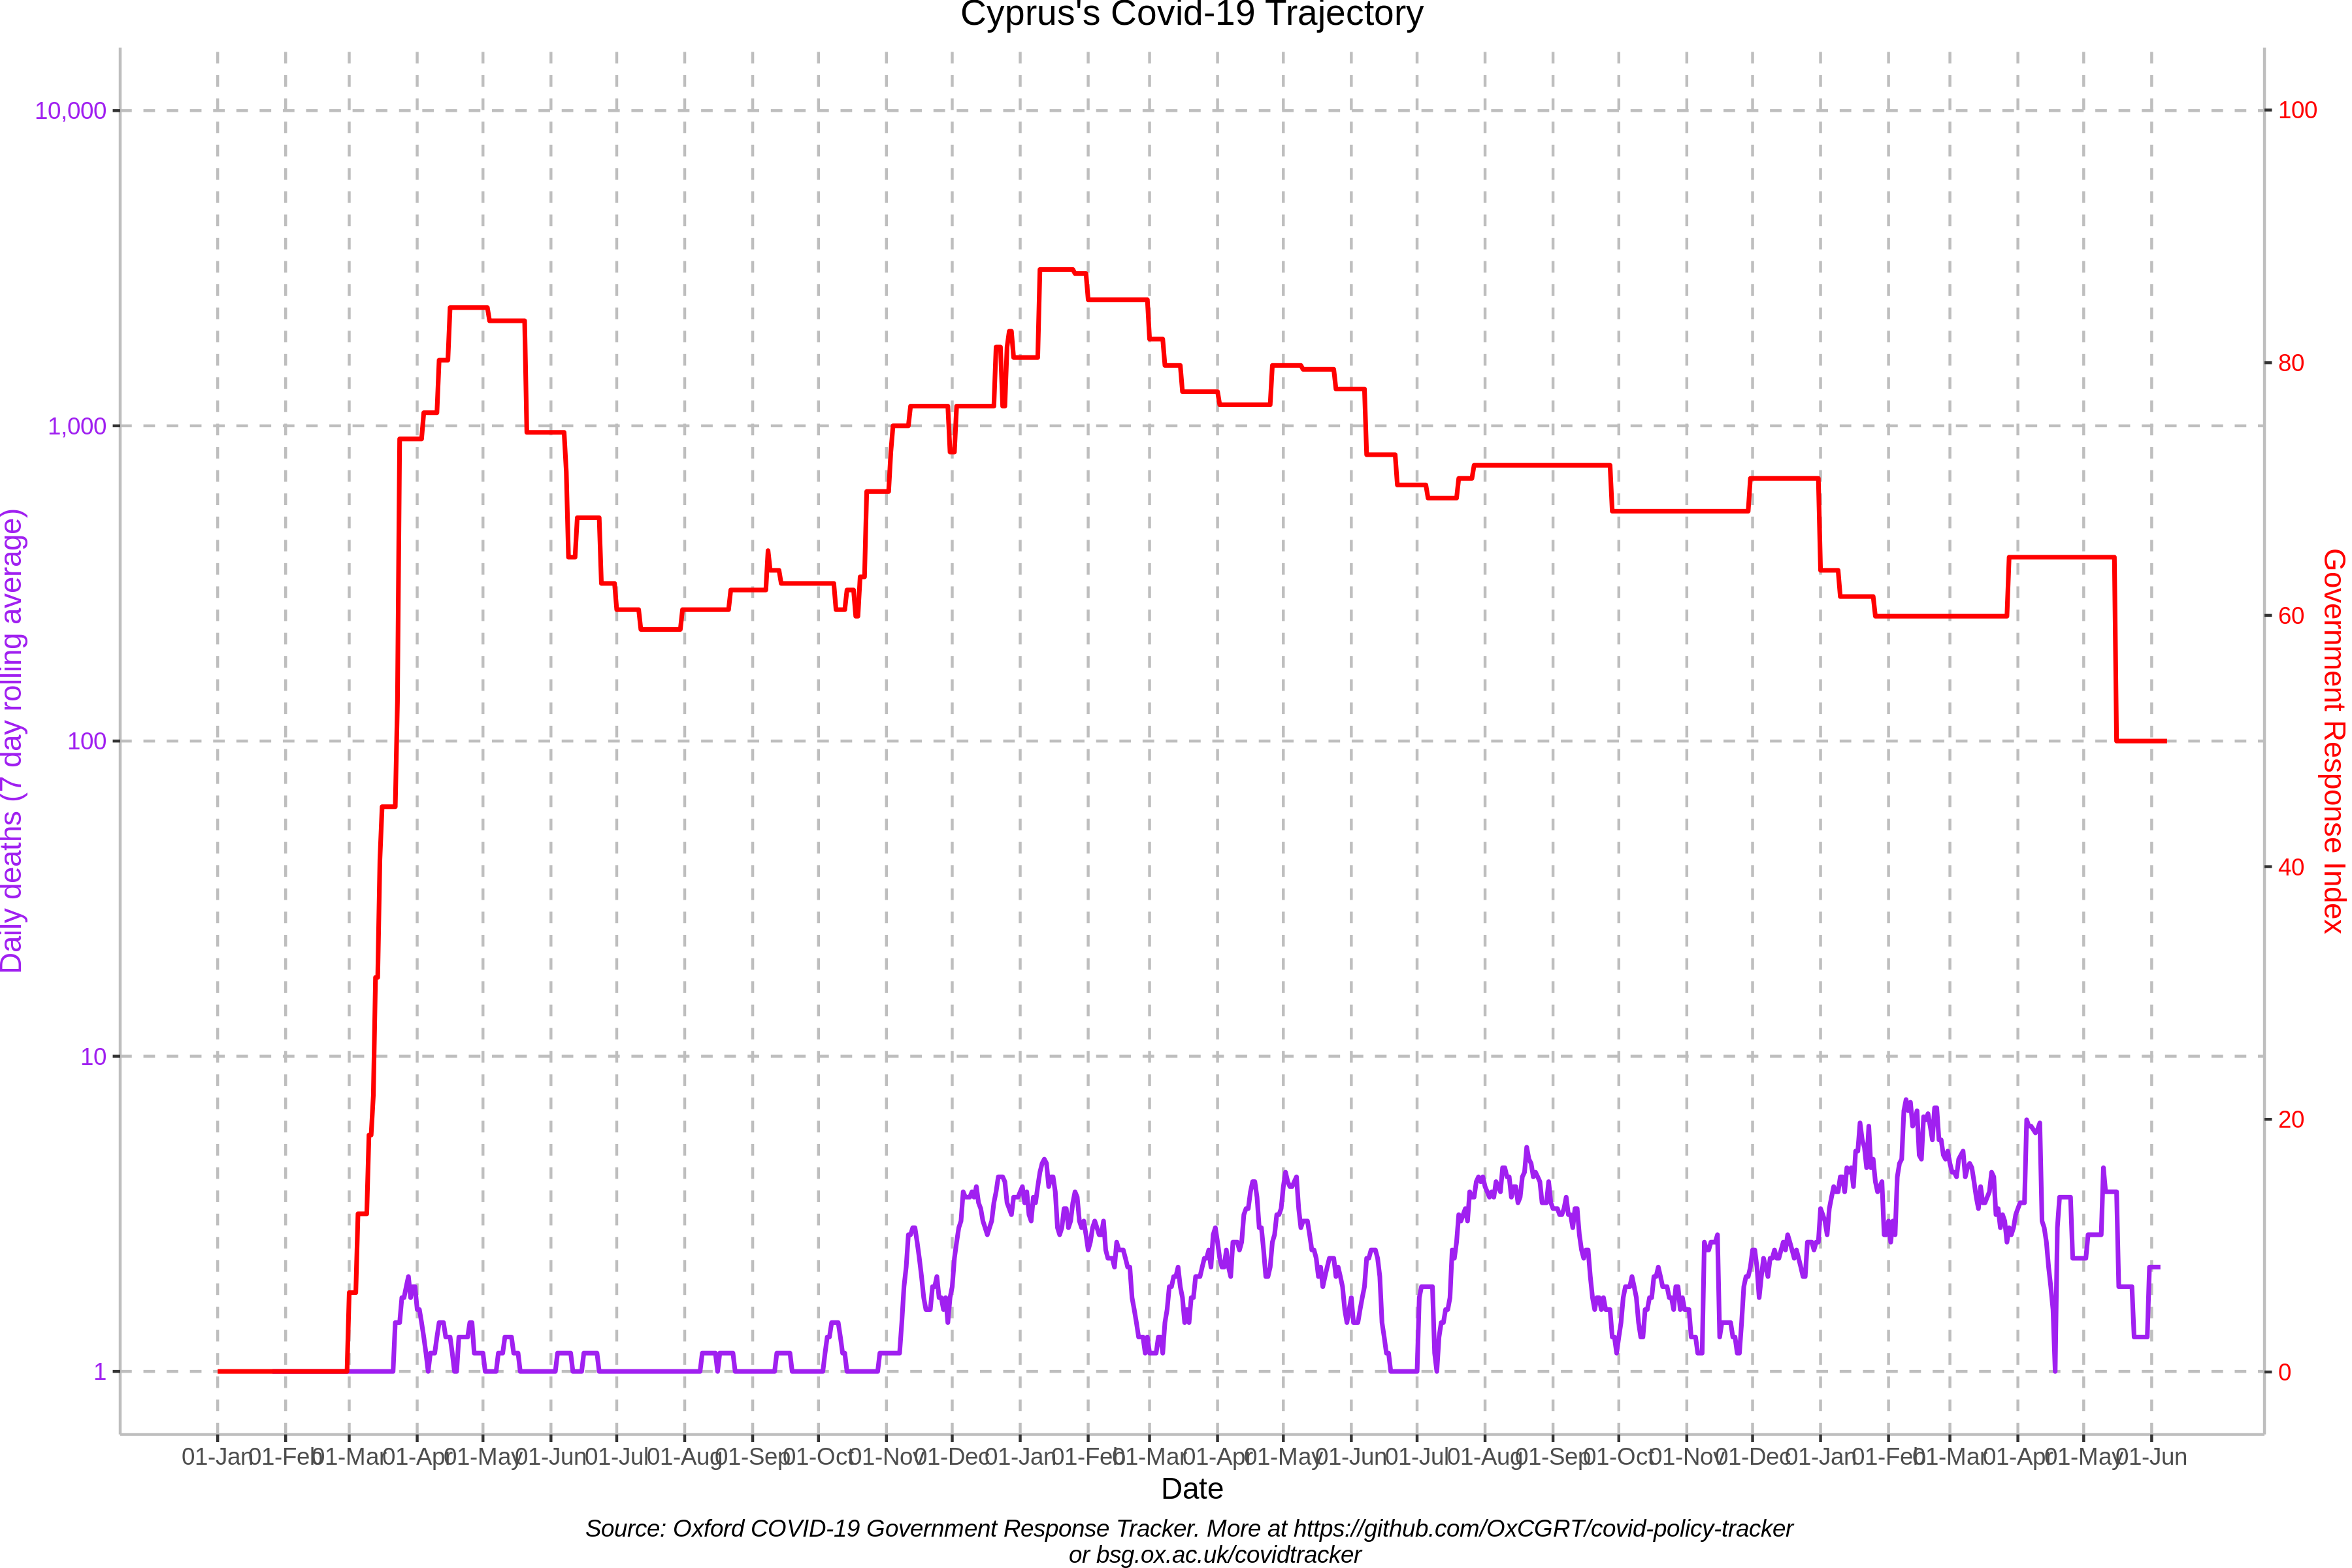 Cyprus's Covid-19 Trajectory
10,000
1,000
100
10
1
Daily deaths (7 day rolling average)
100
80
60
40
20
0
Government Response Index
01-Jan 01-Feb 01-Mar 01-Apr 01-May 01-Jun 01-Jul 01-Aug 01-Sep 01-Oct 01-Nov 01-Dec 01-Jan 01-Feb 01-Mar 01-Apr 01-May 01-Jun 01-Jul 01-Aug 01-Sep 01-Oct 01-Nov 01-Dec 01-Jan 01-Feb 01-Mar 01-Apr 01-May 01-Jun
Date
Source: Oxford COVID-19 Government Response Tracker. More at https://github.com/OxCGRT/covid-policy-tracker
or bsg.ox.ac.uk/covidtracker